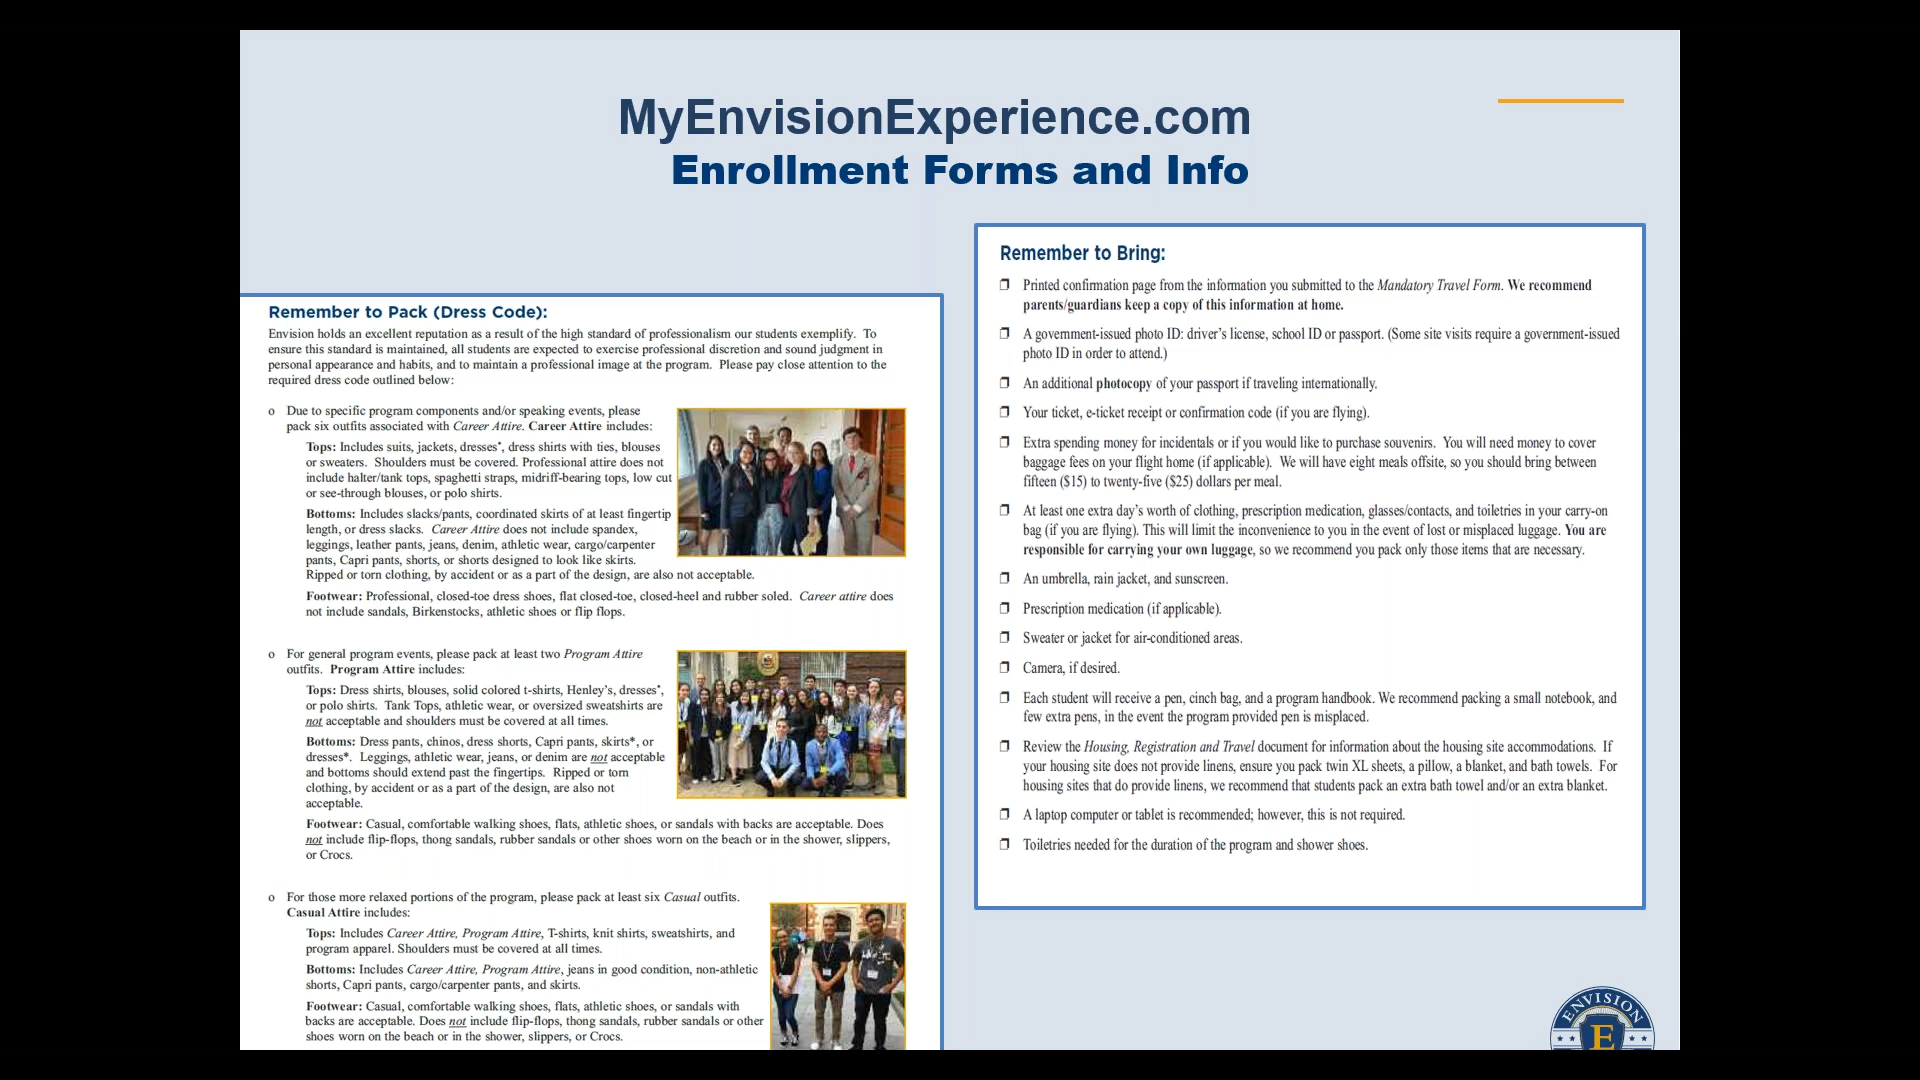 MyEnvisionExperience.com
Enrollment Forms and Info
Remember to Pack (Dress Code):
Envision holds an excellent reputation as a result of the high standard of professionalism our students exemplify. To
ensure this standard is maintained, all students are expected to exercise professional discretion and sound judgment in
personal appearance and habits, and to maintain a professional image at the program. Please pay close attention to the
required dress code outlined below:
o Due to specific program components and/or speaking events, please
pack six outfits associated with Career Attire. Career Attire includes:
Tops: Includes suits, jackets, dresses*, dress shirts with ties, blouses
or sweaters. Shoulders must be covered. Professional attire does not
include halter/tank tops, spaghetti straps, midriff-bearing tops, low cut
or see-through blouses, or polo shirts.
Bottoms: Includes slacks/pants, coordinated skirts of at least fingertip
length, or dress slacks. Career Attire does not include spandex,
leggings, leather pants, jeans, denim, athletic wear, cargo/carpenter
pants, Capri pants, shorts, or shorts designed to look like skirts.
Ripped or torn clothing, by accident or as a part of the design, are also not acceptable.
Footwear: Professional, closed-toe dress shoes, flat closed-toe, closed-heel and rubber soled. Career attire does
not include sandals, Birkenstocks, athletic shoes or flip flops.
o For general program events, please pack at least two Program Attire
outfits. Program Attire includes:
Tops: Dress shirts, blouses, solid colored t-shirts, Henley's, dresses*,
or polo shirts. Tank Tops, athletic wear, or oversized sweatshirts are
not acceptable and shoulders must be covered at all times.
Bottoms: Dress pants, chinos, dress shorts, Capri pants, skirts*, or
dresses*. Leggings, athletic wear, jeans, or denim are not acceptable
and bottoms should extend past the fingertips. Ripped or torn
clothing, by accident or as a part of the design, are also not
acceptable.
Footwear: Casual, comfortable walking shoes, flats, athletic shoes, or sandals with backs are acceptable. Does
not include flip-flops, thong sandals, rubber sandals or other shoes worn on the beach or in the shower, slippers,
or Crocs.
o For those more relaxed portions of the program, please pack at least six Casual outfits.
Casual Attire includes:
Tops: Includes Career Attire, Program Attire, T-shirts, knit shirts, sweatshirts, and
program apparel. Shoulders must be covered at all times.
Bottoms: Includes Career Attire, Program Attire, jeans in good condition, non-athletic
shorts, Capri pants, cargo/carpenter pants, and skirts.
Footwear: Casual, comfortable walking shoes, flats, athletic shoes, or sandals with
backs are acceptable. Does not include flip-flops, thong sandals, rubber sandals or other
shoes worn on the beach or in the shower, slippers, or Crocs.
Remember to Bring:
❐ Printed confirmation page from the information you submitted to the Mandatory Travel Form. We recommend
parents/guardians keep a copy of this information at home.
❐ A government-issued photo ID: driver's license, school ID or passport. (Some site visits require a government-issued
photo ID in order to attend.)
❐ An additional photocopy of your passport if traveling internationally.
❐ Your ticket, e-ticket receipt or confirmation code (if you are flying).
❐ Extra spending money for incidentals or if you would like to purchase souvenirs. You will need money to cover
baggage fees on your flight home (if applicable). We will have eight meals offsite, so you should bring between
fifteen ($15) to twenty-five ($25) dollars per meal.
❐ At least one extra day's worth of clothing, prescription medication, glasses/contacts, and toiletries in your carry-on
bag (if you are flying). This will limit the inconvenience to you in the event of lost or misplaced luggage. You are
responsible for carrying your own luggage, so we recommend you pack only those items that are necessary.
❐ An umbrella, rain jacket, and sunscreen.
❐ Prescription medication (if applicable).
❐ Sweater or jacket for air-conditioned areas.
❐ Camera, if desired.
❐ Each student will receive a pen, cinch bag, and a program handbook. We recommend packing a small notebook, and
few extra pens, in the event the program provided pen is misplaced.
❐ Review the Housing, Registration and Travel document for information about the housing site accommodations. If
your housing site does not provide linens, ensure you pack twin XL sheets, a pillow, a blanket, and bath towels. For
housing sites that do provide linens, we recommend that students pack an extra bath towel and/or an extra blanket.
❐ A laptop computer or tablet is recommended; however, this is not required.
❐ Toiletries needed for the duration of the program and shower shoes.
ENVISION
E